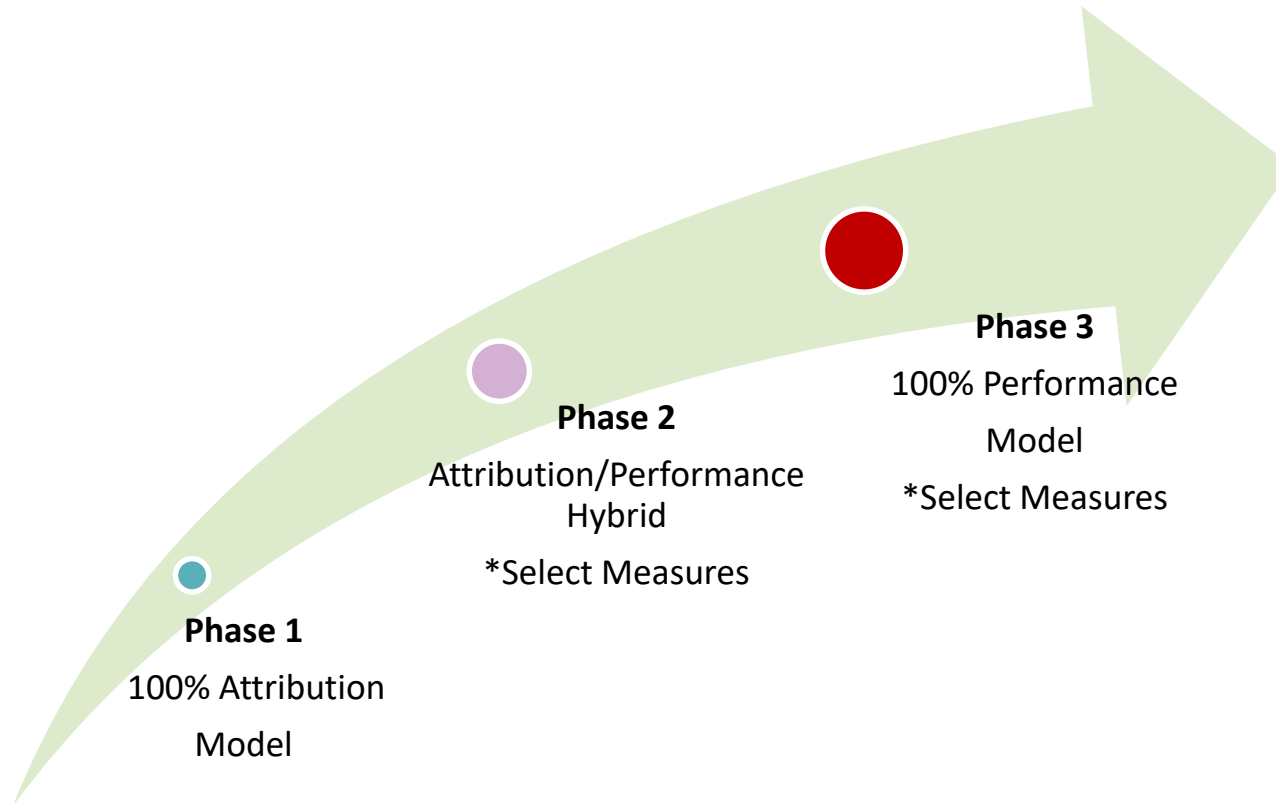 Phase 1
100% Attribution
Model
Phase 2
Attribution/Performance
Hybrid
*Select Measures
Phase 3
100% Performance
Model
*Select Measures